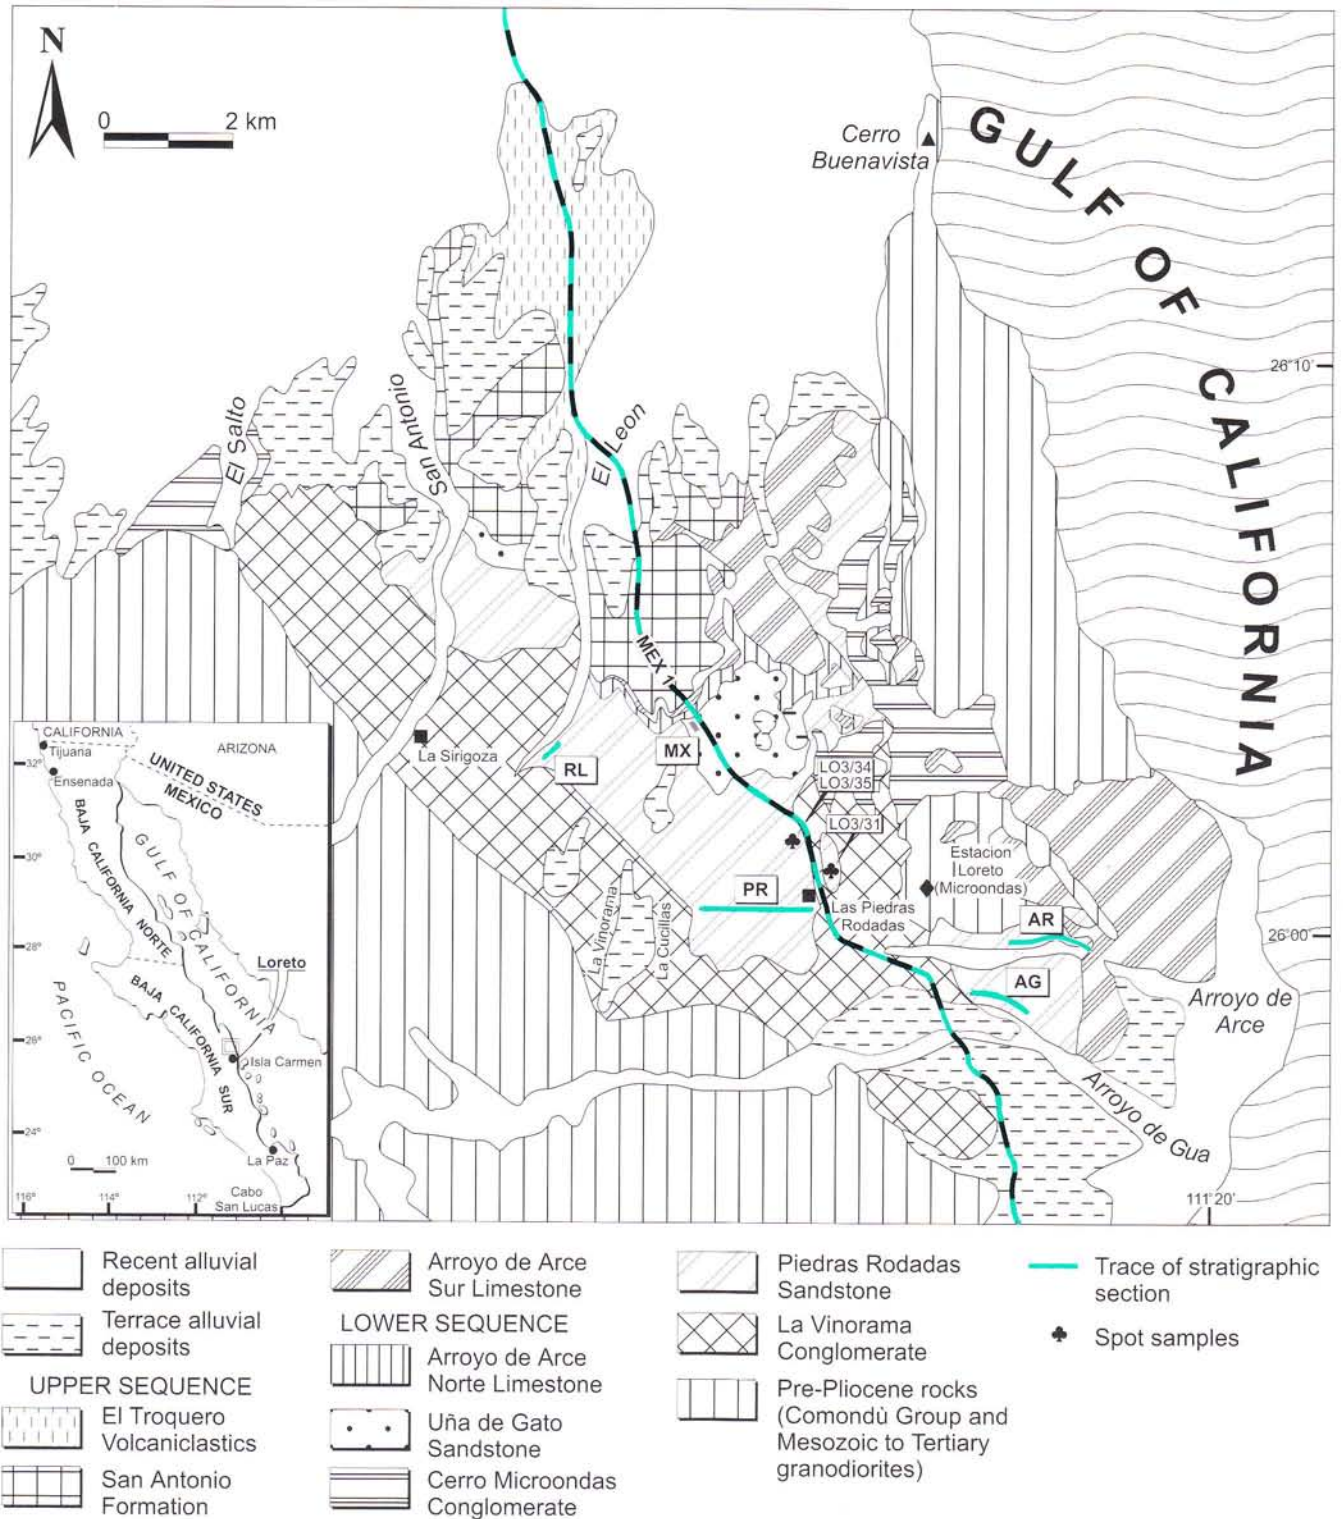 N
0 2 km
Cerro
Buenavista
GULF OF CALIFORNIA
26°10'
El Salto
San Antonio
El Leon
MEX 1
La Sirigoza
RL
MX
LO3/34
LO3/35
LO3/31
Estacion
Loreto
(Microondas)
PR
Las Piedras
Rodadas
AR
La Vinorama
La Cucilas
26°00'
AG
Arroyo de
Arce
Arroyo de Gua
111°20'
CALIFORNIA
ARIZONA
Tijuana
Ensenada
UNITED STATES
MEXICO
32°
30°
28°
26°
24°
BAJA CALIFORNIA NORTE
GULF OF CALIFORNIA
Loreto
BAJA CALIFORNIA SUR
Isla Carmen
PACIFIC OCEAN
La Paz
0 100 km
Cabo
San Lucas
116°
114°
112°
Recent alluvial
deposits
Terrace alluvial
deposits
UPPER SEQUENCE
El Troquero
Volcaniclastics
San Antonio
Formation
Arroyo de Arce
Sur Limestone
LOWER SEQUENCE
Arroyo de Arce
Norte Limestone
Uña de Gato
Sandstone
Cerro Microondas
Conglomerate
Piedras Rodadas
Sandstone
La Vinorama
Conglomerate
Pre-Pliocene rocks
(Comondù Group and
Mesozoic to Tertiary
granodiorites)
Trace of stratigraphic
section
Spot samples